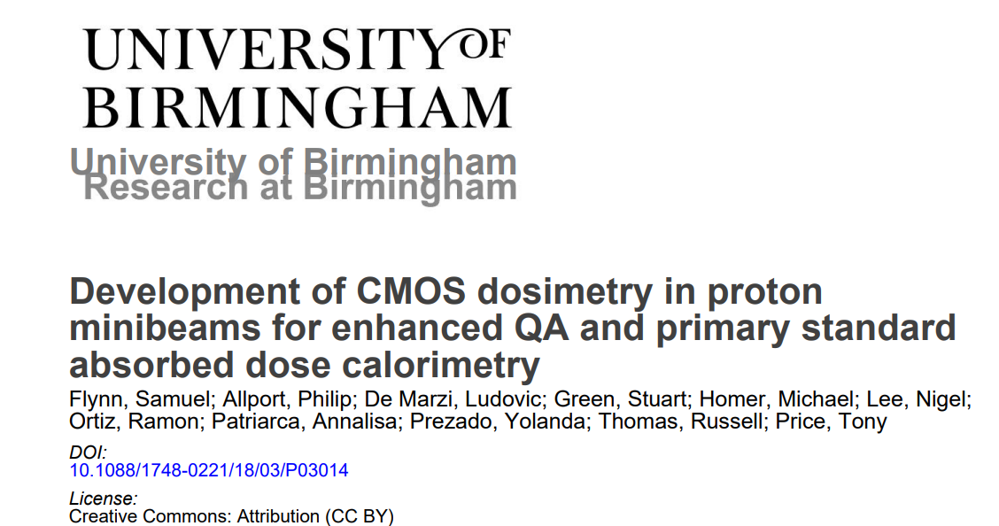 UNIVERSITY OF
BIRMINGHAM
University of Birmingham
Research at Birmingham
Development of CMOS dosimetry in proton
minibeams for enhanced QA and primary standard
absorbed dose calorimetry
Flynn, Samuel; Allport, Philip; De Marzi, Ludovic; Green, Stuart; Homer, Michael; Lee, Nigel;
Ortiz, Ramon; Patriarca, Annalisa; Prezado, Yolanda; Thomas, Russell; Price, Tony
DOI:
10.1088/1748-0221/18/03/P03014
License:
Creative Commons: Attribution (CC BY)